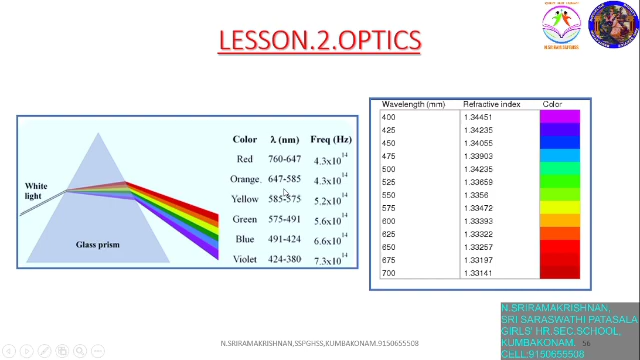 LESSON.2.OPTICS
N.SRIRAMKRISHNAN
White
light
Glass prism
Color λ (nm) Freq (Hz)
Red 760-647 4.3x10^14
Orange. 647-585 4.3x10^14
Yellow 585-575 5.2x10^14
Green 575-491 5.6x10^14
Blue 491-424 6.6x10^14
Violet 424-380 7.3x10^14
Wavelength (mm) Refractive index Color
400 1.34451
425 1.34235
450 1.34055
475 1.33903
500 1.34235
525 1.33659
550 1.3356
575 1.33472
600 1.33393
625 1.33322
650 1.33257
675 1.33197
700 1.33141
N.SRIRAMAKRISHNAN,SSPGHSS,KUMBAKONAM.9150655508
56
N.SRIRAMAKRISHNAN,
SRI SARASWATHI PATASALA
GIRLS' HR,SEC.SCHOOL,
KUMBAKONAM.
CELL:9150655508